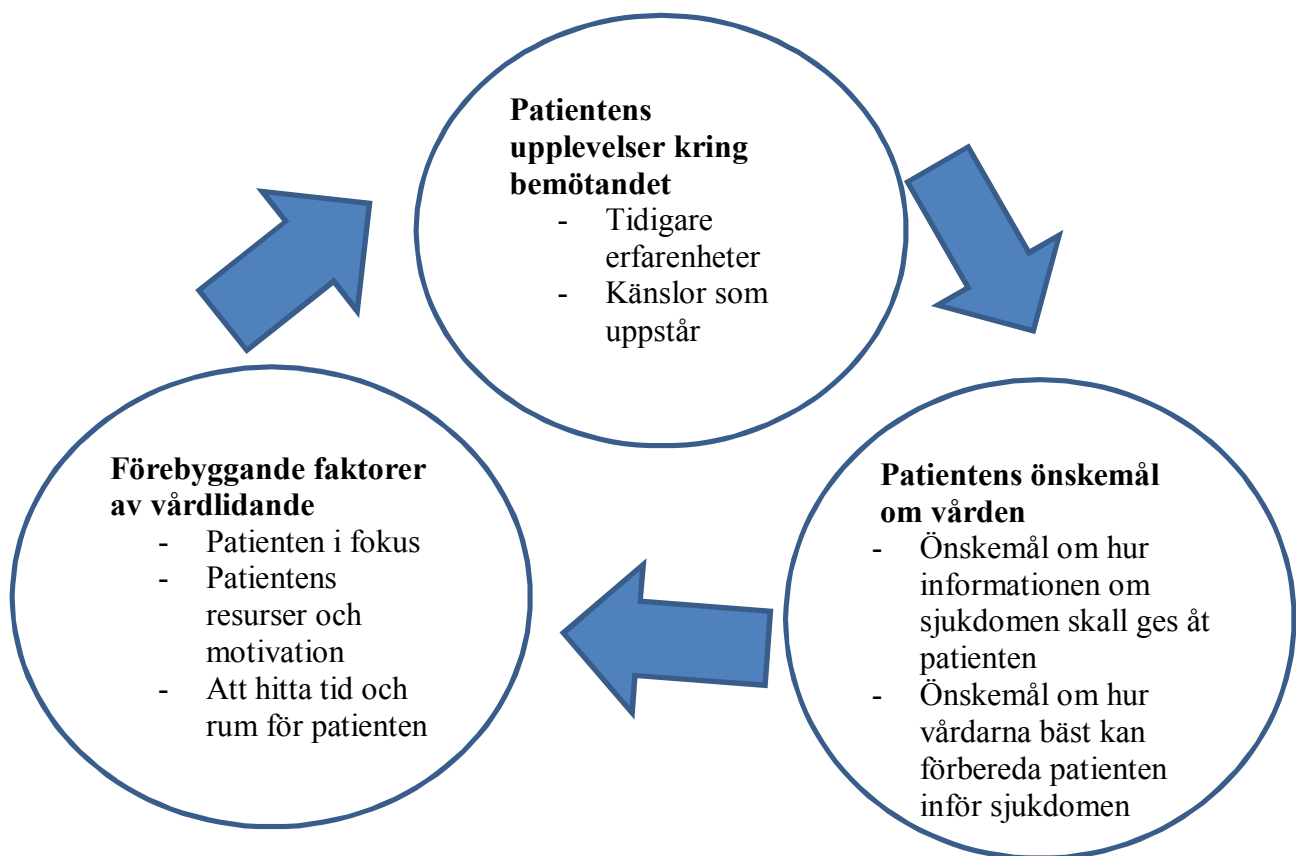 Patientens
upplevelser kring
bemötandet
- Tidigare
erfarenheter
- Känslor som
uppstår
Förebyggande faktorer
av vårdlidande
- Patienten i fokus
- Patientens
resurser och
motivation
- Att hitta tid och
rum för patienten
Patientens önskemål
om vården
- Önskemål om hur
informationen om
sjukdomen skall ges åt
patienten
- Önskemål om hur
vårdarna bäst kan
förbereda patienten
inför sjukdomen